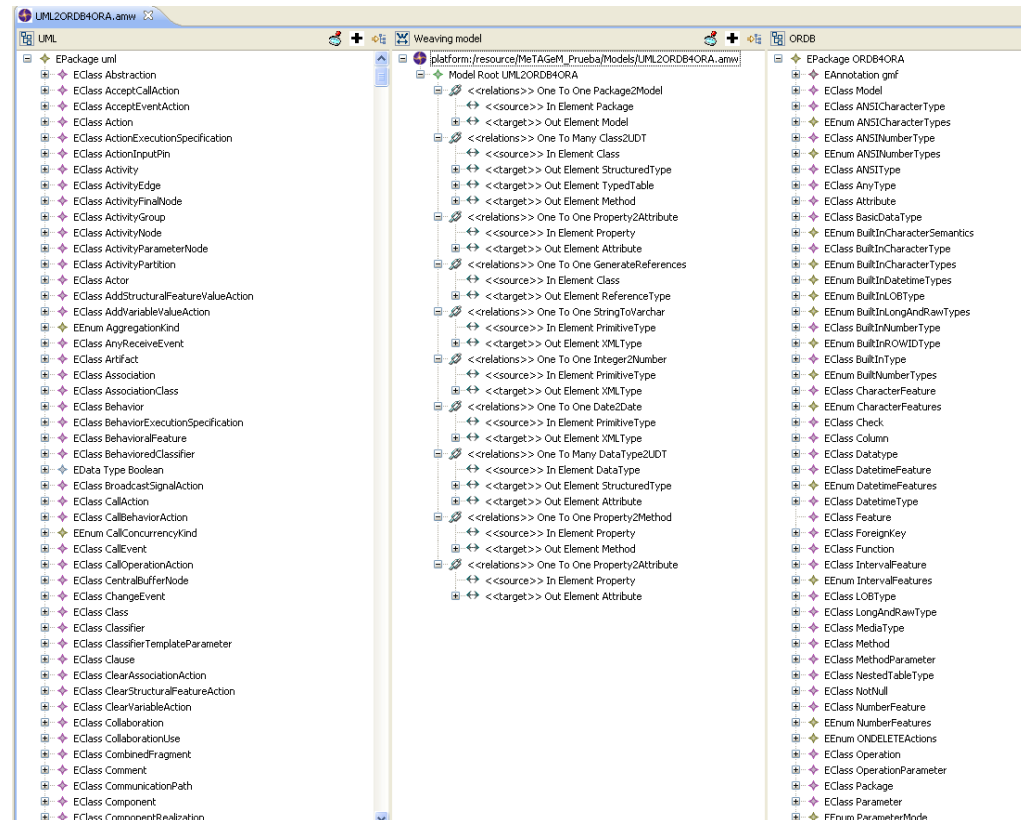 UML2ORDB4ORA.amw
UML
EPackage uml
EClass Abstraction
EClass AcceptCallAction
EClass AcceptEventAction
EClass Action
EClass ActionExecutionSpecification
EClass ActionInputPin
EClass Activity
EClass ActivityEdge
EClass ActivityFinalNode
EClass ActivityGroup
EClass ActivityNode
EClass ActivityParameterNode
EClass ActivityPartition
EClass Actor
EClass AddStructuralFeatureValueAction
EClass AddVariableValueAction
EEnum AggregationKind
EClass AnyReceiveEvent
EClass Artifact
EClass Association
EClass AssociationClass
EClass Behavior
EClass BehaviorExecutionSpecification
EClass BehavioralFeature
EClass BehavioredClassifier
EData Type Boolean
EClass BroadcastSignalAction
EClass CallAction
EClass CallBehaviorAction
EEnum CallConcurrencyKind
EClass CallEvent
EClass CallOperationAction
EClass CentralBufferNode
EClass ChangeEvent
EClass Class
EClass Classifier
EClass ClassifierTemplateParameter
EClass Clause
EClass ClearAssociationAction
EClass ClearStructuralFeatureAction
EClass ClearVariableAction
EClass Collaboration
EClass CollaborationUse
EClass CombinedFragment
EClass Comment
EClass CommunicationPath
EClass Component
EClass ComponentRealization
Weaving model
platform:/resource/MeTAGeM_Prueba/Models/UML2ORDB4ORA.amw
Model Root UML2ORDB4ORA
<<relations>> One To One Package2Model
<<source>> In Element Package
<<target>> Out Element Model
<<relations>> One To Many Class2UDT
<<source>> In Element Class
<<target>> Out Element StructuredType
<<target>> Out Element TypedTable
<<target>> Out Element Method
<<relations>> One To One Property2Attribute
<<source>> In Element Property
<<target>> Out Element Attribute
<<relations>> One To One GenerateReferences
<<source>> In Element Class
<<target>> Out Element ReferenceType
<<relations>> One To One StringToVarchar
<<source>> In Element PrimitiveType
<<target>> Out Element XMLType
<<relations>> One To One Integer2Number
<<source>> In Element PrimitiveType
<<target>> Out Element XMLType
<<relations>> One To One Date2Date
<<source>> In Element PrimitiveType
<<target>> Out Element XMLType
<<relations>> One To Many DataType2UDT
<<source>> In Element DataType
<<target>> Out Element StructuredType
<<target>> Out Element Attribute
<<relations>> One To One Property2Method
<<source>> In Element Property
<<target>> Out Element Method
<<relations>> One To One Property2Attribute
<<source>> In Element Property
<<target>> Out Element Attribute
ORDB
EPackage ORDB4ORA
EAnnotation gmf
EClass Model
EClass ANSICharacterType
EEnum ANSICharacterTypes
EClass ANSINumberType
EEnum ANSINumberTypes
EClass ANSIType
EClass AnyType
EClass Attribute
EClass BasicDataType
EEnum BuiltInCharacterSemantics
EClass BuiltInCharacterType
EEnum BuiltInCharacterTypes
EEnum BuiltInDatetimeTypes
EEnum BuiltInLOBType
EEnum BuiltInLongAndRawTypes
EClass BuiltInNumberType
EEnum BuiltInROWIDType
EClass BuiltInType
EEnum BuiltNumberTypes
EClass CharacterFeature
EEnum CharacterFeatures
EClass Check
EClass Column
EClass Datatype
EClass DatetimeFeature
EEnum DatetimeFeatures
EClass DatetimeType
EClass Feature
EClass ForeignKey
EClass Function
EClass IntervalFeature
EEnum IntervalFeatures
EClass LOBType
EClass LongAndRawType
EClass MediaType
EClass Method
EClass MethodParameter
EClass NestedTableType
EClass NotNull
EClass NumberFeature
EEnum NumberFeatures
EEnum ONDELETEActions
EClass Operation
EClass OperationParameter
EClass Package
EClass Parameter
EEnum ParameterMode